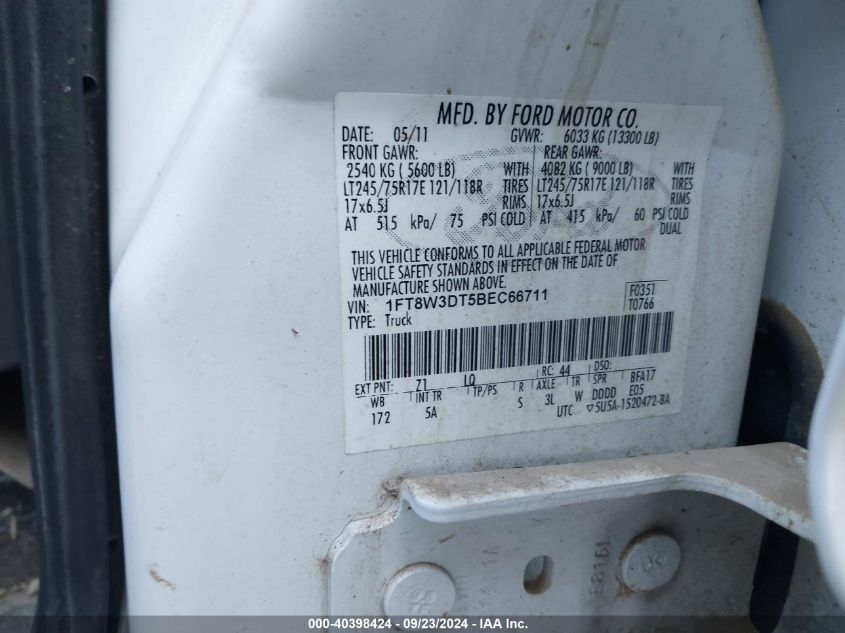 MFD. BY FORD MOTOR CO.
DATE: 05/11 GVWR: 6033 KG (13300 LB)
FRONT GAWR: REAR GAWR:
2540 KG ( 5600 LB) WITH 4082 KG ( 9000 LB) WITH
LT245/75R17E 121/118R TIRES LT245/75R17E 121/118R TIRES
17x6.5J RIMS 17x6.5J RIMS
AT 515 kPa/ 75 PSI COLD AT 415 kPa/ 60 PSI COLD
DUAL
THIS VEHICLE CONFORMS TO ALL APPLICABLE FEDERAL MOTOR
VEHICLE SAFETY STANDARDS IN EFFECT ON THE DATE OF
MANUFACTURE SHOWN ABOVE.
VIN: 1FT8W3DT5BEC66711 F0351
TYPE: Truck T0766
RC: 44 DSO:
EXT PNT: Z1 LQ BFA17
WB INT TR TP/PS R AXLE TR SPR E05
172 5A S 3L W DDDD
UTC ▽5U5A-1520472-BA
000-40398424 - 09/23/2024 - IAA Inc.